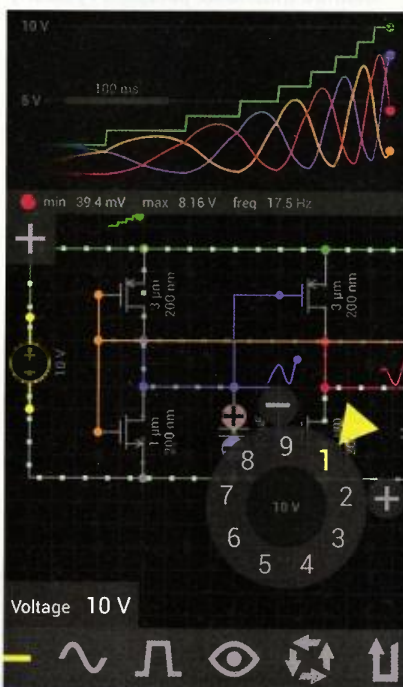 10 V
5 V
100 ms
min 39.4 mV max 8.16 V freq 17.5 Hz
10 V
3 µm
200 nm
3 µm
200 nm
1 µm
200 nm
1
2
3
4
5
6
7
8
9
10 V
Voltage 10 V